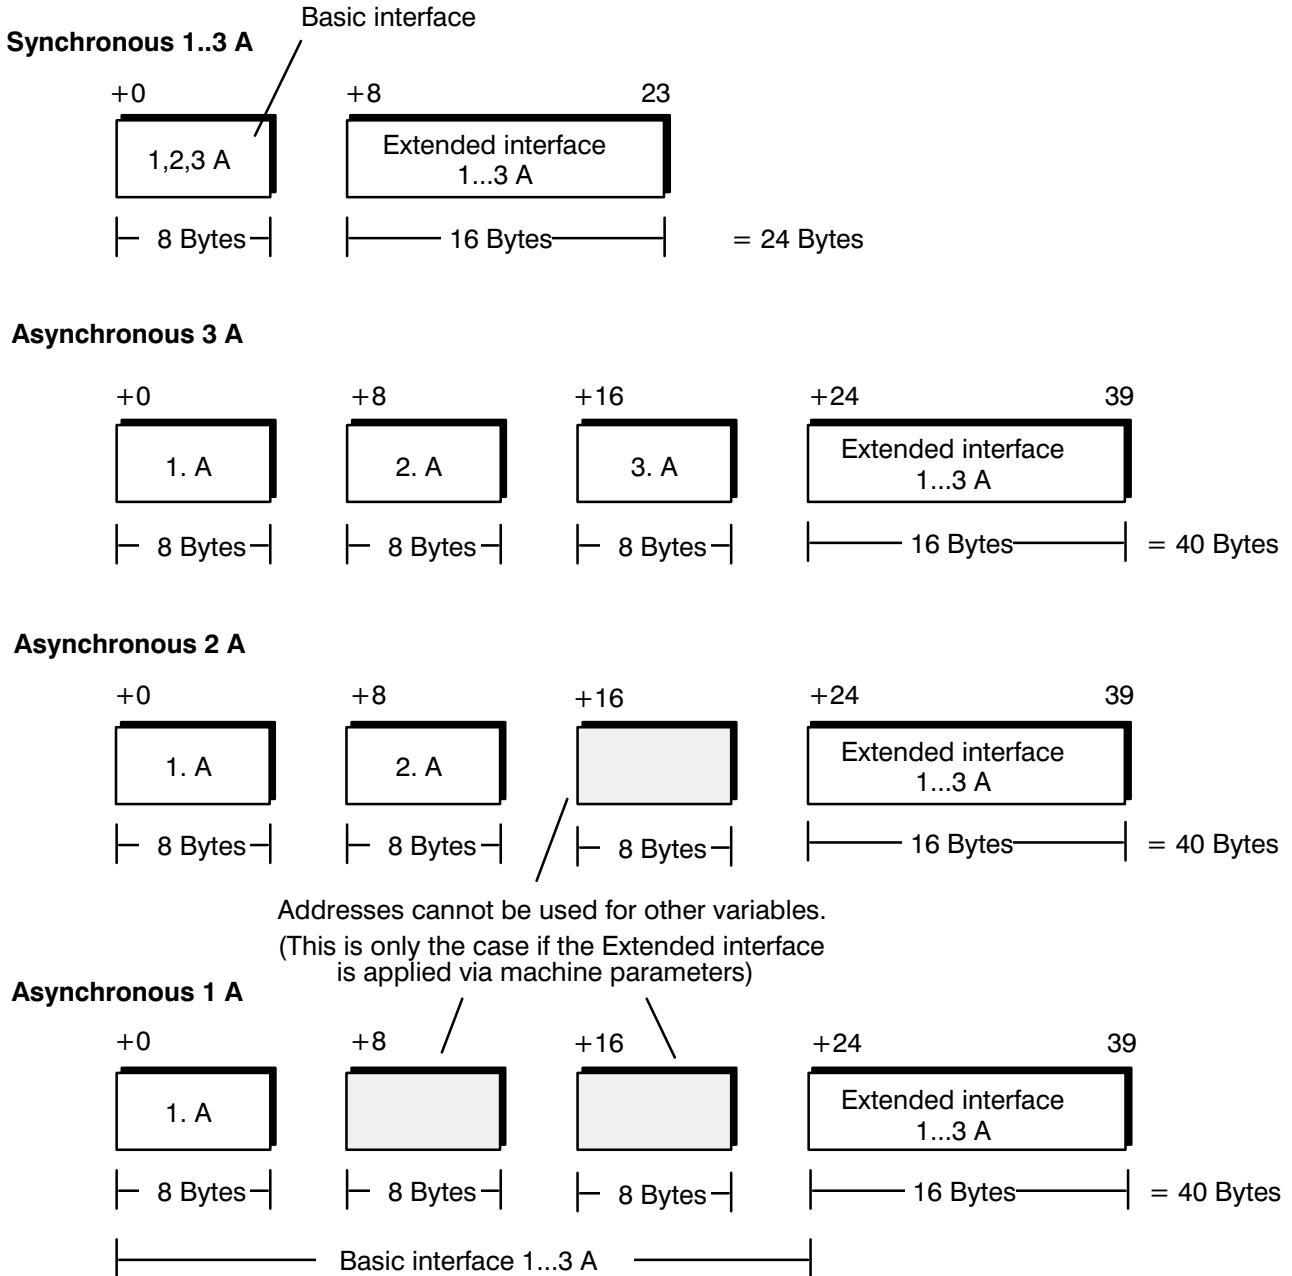 Basic interface
Synchronous 1..3 A
+0 +8 23
1,2,3 A
Extended interface
1...3 A
8 Bytes 16 Bytes = 24 Bytes
Asynchronous 3 A
+0 +8 +16 +24 39
1. A 2. A 3. A
Extended interface
1...3 A
8 Bytes 8 Bytes 8 Bytes 16 Bytes = 40 Bytes
Asynchronous 2 A
+0 +8 +16 +24 39
1. A 2. A
Extended interface
1...3 A
8 Bytes 8 Bytes 8 Bytes 16 Bytes = 40 Bytes
Addresses cannot be used for other variables.
(This is only the case if the Extended interface
is applied via machine parameters)
Asynchronous 1 A
+0 +8 +16 +24 39
1. A
Extended interface
1...3 A
8 Bytes 8 Bytes 8 Bytes 16 Bytes = 40 Bytes
Basic interface 1...3 A